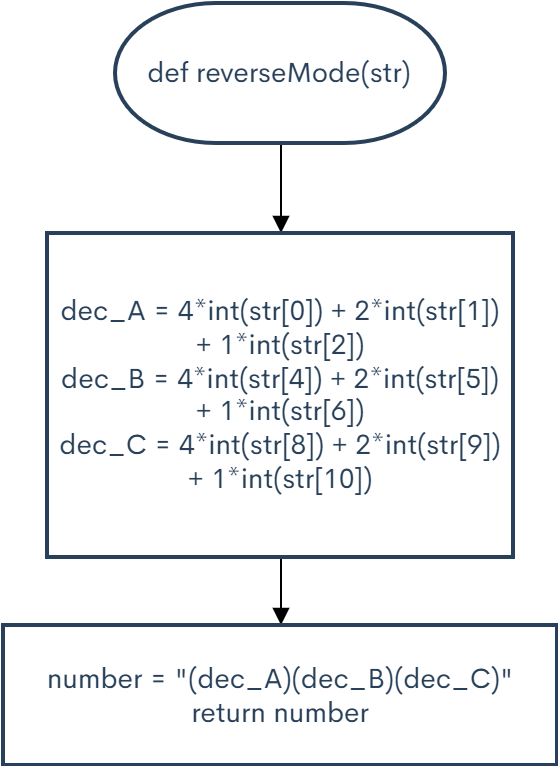 def reverseMode(str)
dec_A = 4*int(str[0]) + 2*int(str[1])
+ 1*int(str[2])
dec_B = 4*int(str[4]) + 2*int(str[5])
+ 1*int(str[6])
dec_C = 4*int(str[8]) + 2*int(str[9])
+ 1*int(str[10])
number = "(dec_A)(dec_B)(dec_C)"
return number